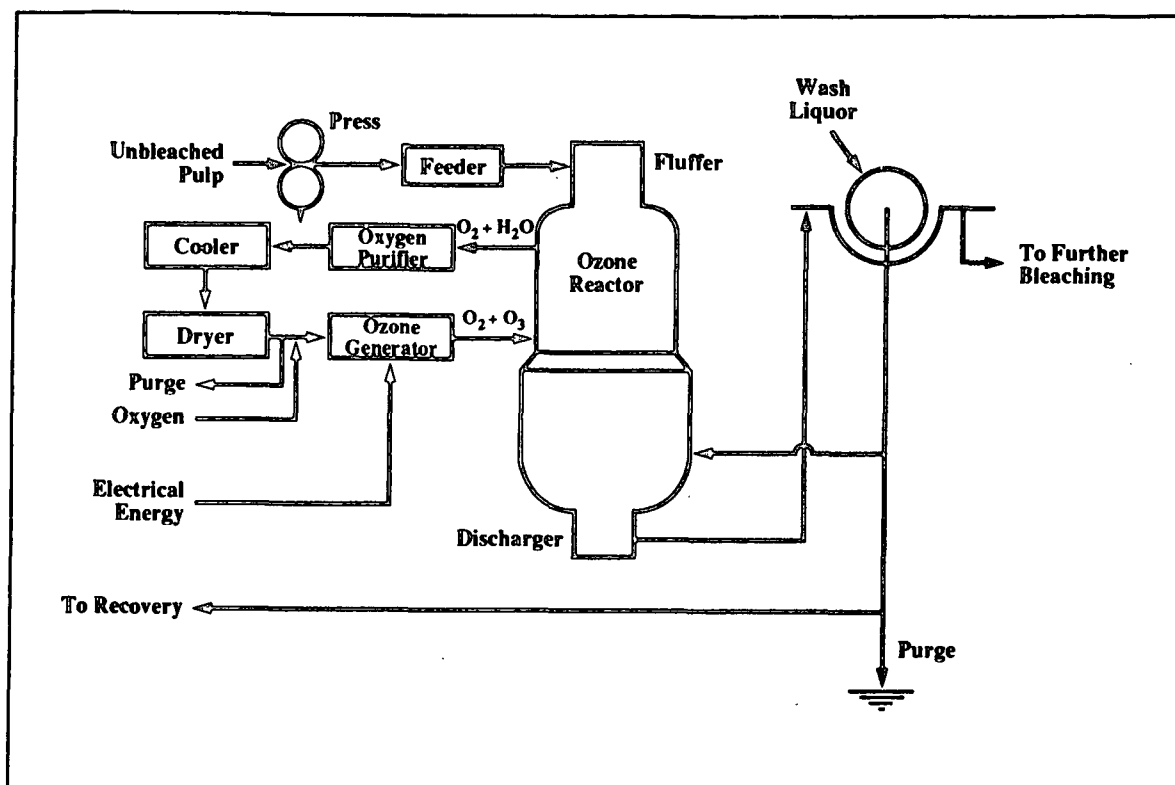 Wash
Liquor
Press
Unbleached
Pulp
Feeder
Fluffer
O₂ + H₂O
Cooler
Oxygen
Purifier
Ozone
Reactor
To Further
Bleaching
Dryer
Ozone
Generator
O₂ + O₃
Purge
Oxygen
Electrical
Energy
Discharger
To Recovery
Purge